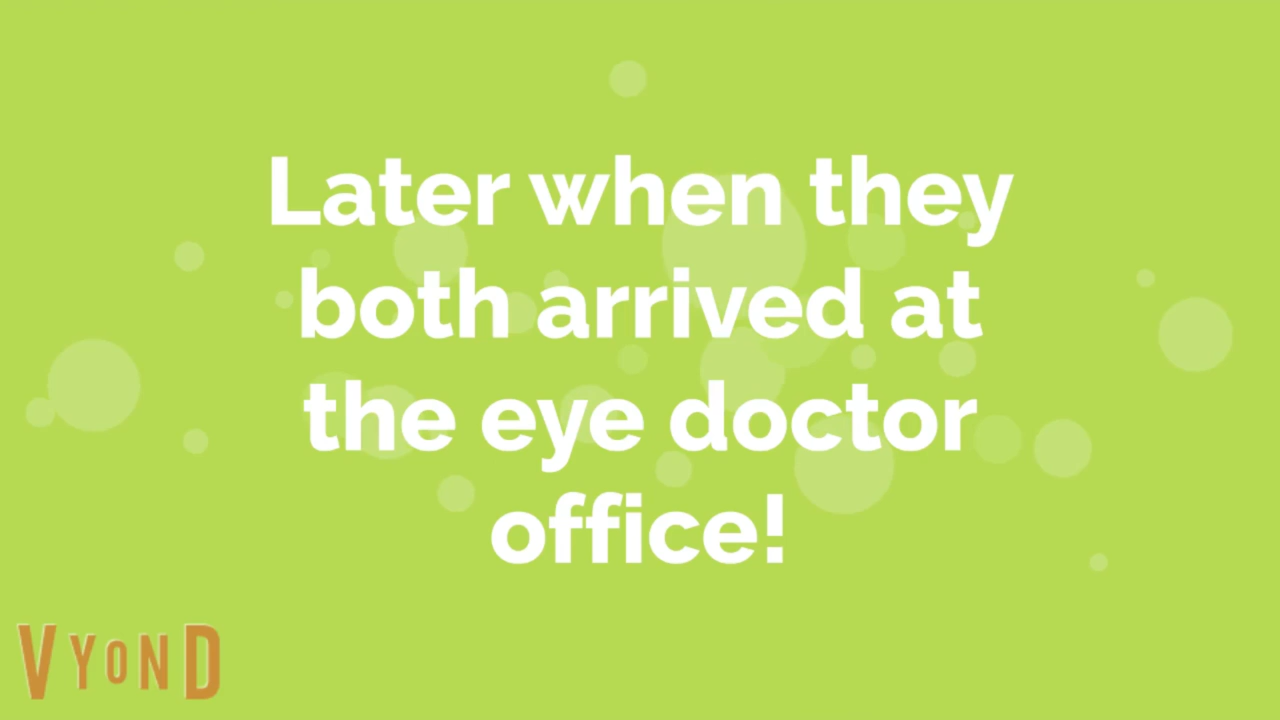 Later when they
both arrived at
the eye doctor
office!
VYonD